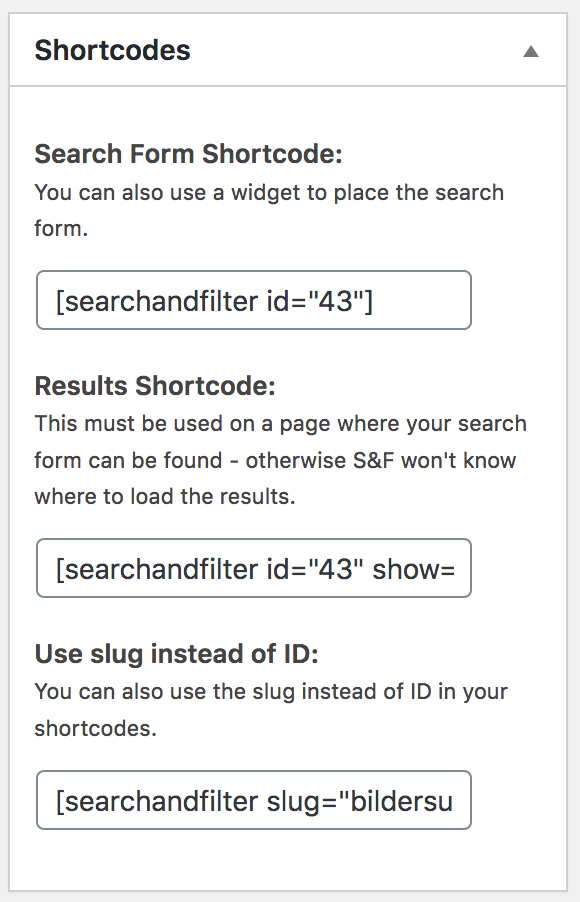 Shortcodes
Search Form Shortcode:
You can also use a widget to place the search
form.
[searchandfilter id="43"]
Results Shortcode:
This must be used on a page where your search
form can be found - otherwise S&F won't know
where to load the results.
[searchandfilter id="43" show=
Use slug instead of ID:
You can also use the slug instead of ID in your
shortcodes.
[searchandfilter slug="bildersu